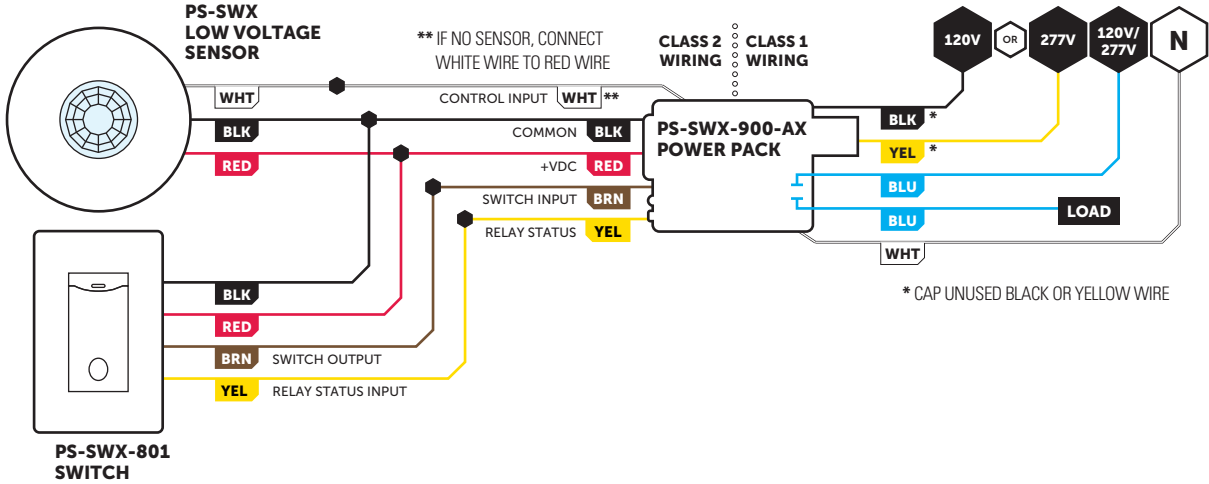 PS-SWX
LOW VOLTAGE
SENSOR
** IF NO SENSOR, CONNECT
WHITE WIRE TO RED WIRE
CLASS 2
WIRING
CLASS 1
WIRING
120V
OR
277V
120V/
277V
N
WHT
CONTROL INPUT WHT **
BLK
COMMON BLK
RED
+VDC RED
SWITCH INPUT BRN
RELAY STATUS YEL
PS-SWX-900-AX
POWER PACK
BLK *
YEL *
BLU
BLU
LOAD
WHT
* CAP UNUSED BLACK OR YELLOW WIRE
BLK
RED
BRN SWITCH OUTPUT
YEL RELAY STATUS INPUT
PS-SWX-801
SWITCH